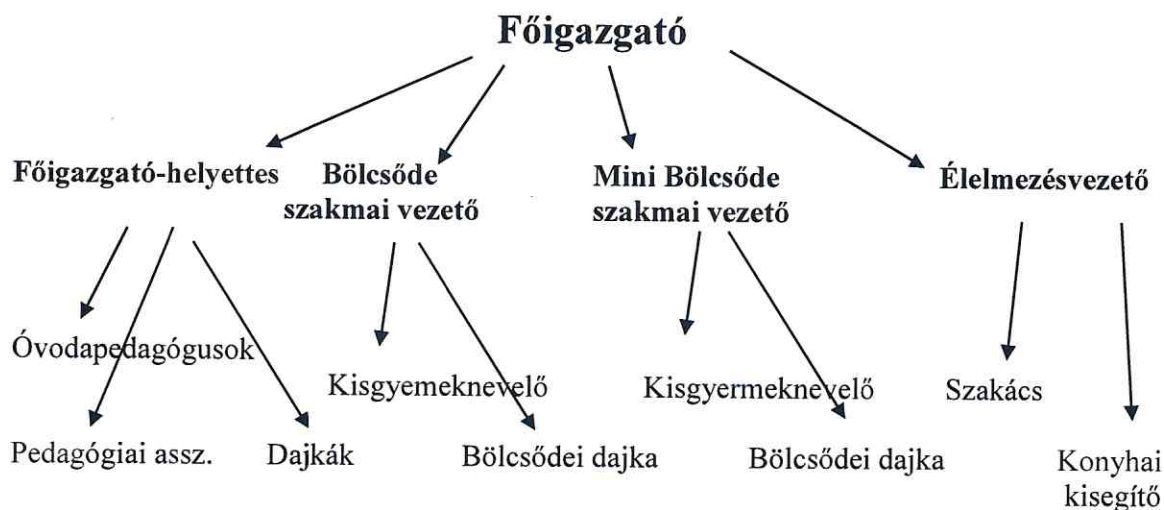 Főigazgató
Főigazgató-helyettes
Bölcsőde
szakmai vezető
Mini Bölcsőde
szakmai vezető
Élelmezésvezető
Óvodapedagógusok
Kisgyemeknevelő
Kisgyermeknevelő
Szakács
Pedagógiai assz.
Dajkák
Bölcsődei dajka
Bölcsődei dajka
Konyhai
kisegítő